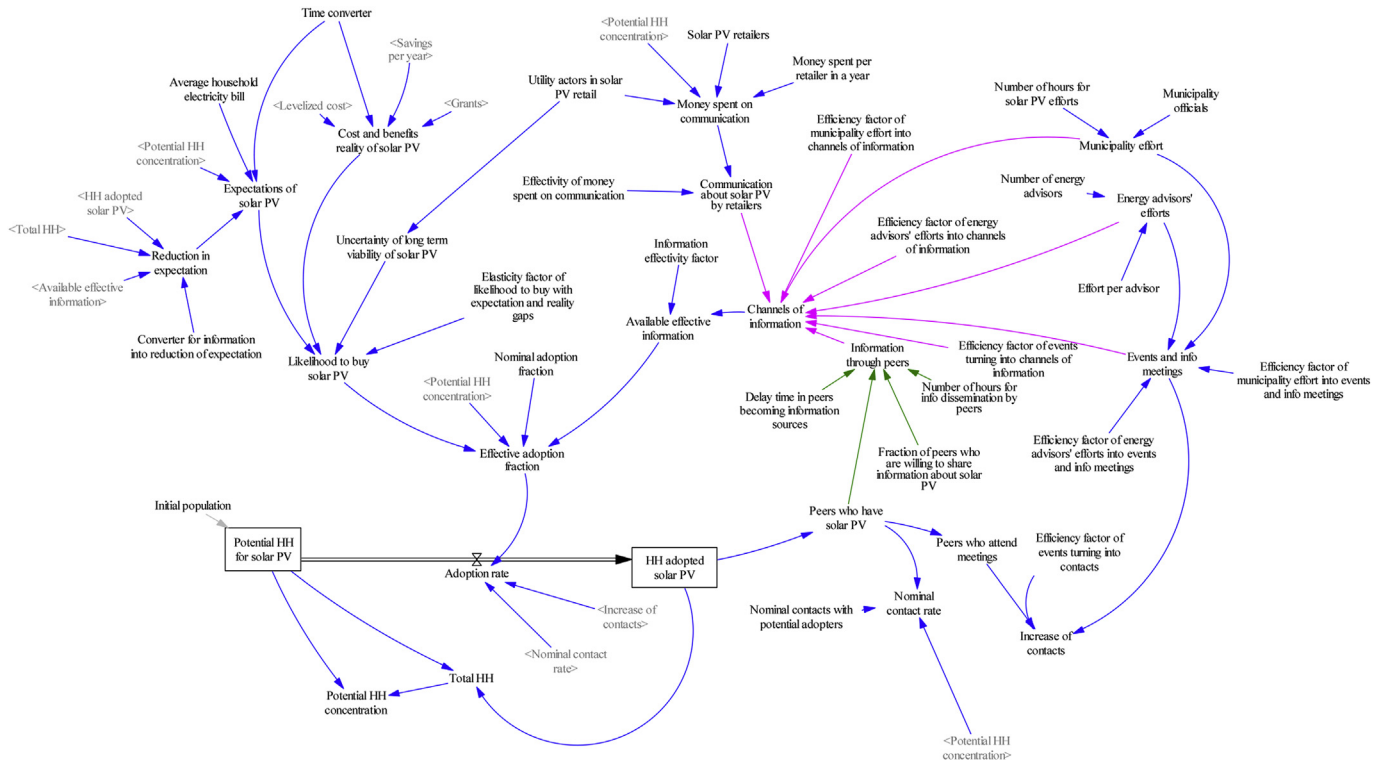 Time converter
<Savings
per year>
Average household
electricity bill
<Levelized cost>
<Grants>
Cost and benefits
reality of solar PV
<Potential HH
concentration>
Expectations of
solar PV
<HH adopted
solar PV>
<Total HH>
Reduction in
expectation
<Available effective
information>
Converter for information
into reduction of expectation
<Potential HH
concentration>
Solar PV retailers
Money spent per
retailer in a year
Utility actors in solar
PV retail
Money spent on
communication
Effectivity of money
spent on communication
Communication
about solar PV
by retailers
Uncertainty of long term
viability of solar PV
Information
effectivity factor
Elasticity factor of
likelihood to buy with
expectation and reality
gaps
Available effective
information
Likelihood to buy
solar PV
Nominal adoption
fraction
<Potential HH
concentration>
Effective adoption
fraction
Efficiency factor of
municipality effort into
channels of information
Number of hours for
solar PV efforts
Municipality
officials
Municipality effort
Number of energy
advisors
Energy advisors'
efforts
Efficiency factor of energy
advisors' efforts into channels
of information
Effort per advisor
Channels of
information
Information
through peers
Efficiency factor of events
turning into channels of
information
Events and info
meetings
Efficiency factor of
municipality effort into events
and info meetings
Delay time in peers
becoming information
sources
Number of hours for
info dissemination by
peers
Fraction of peers who
are willing to share
information about solar
PV
Efficiency factor of energy
advisors' efforts into events
and info meetings
Initial population
Potential HH
for solar PV
Adoption rate
HH adopted
solar PV
Peers who have
solar PV
Peers who attend
meetings
Efficiency factor of
events turning into
contacts
<Increase of
contacts>
<Nominal contact
rate>
Nominal contacts with
potential adopters
Nominal
contact rate
Increase of
contacts
Total HH
Potential HH
concentration
<Potential HH
concentration>